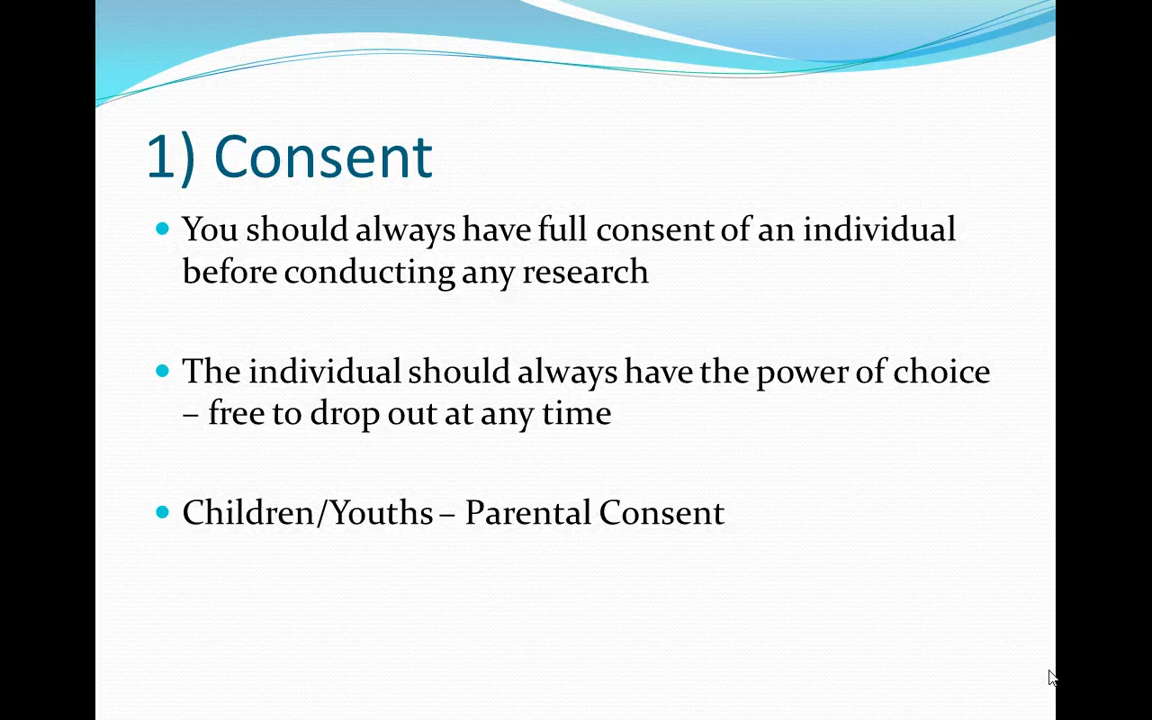 1) Consent
• You should always have full consent of an individual
before conducting any research
• The individual should always have the power of choice
– free to drop out at any time
• Children/Youths – Parental Consent